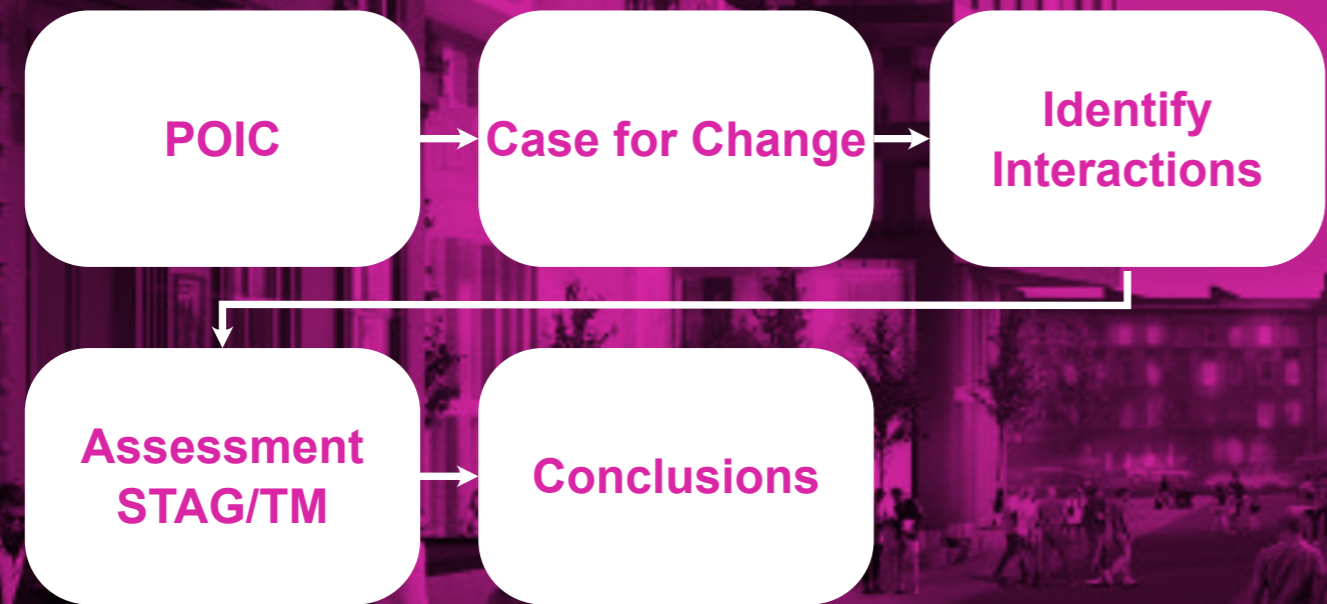 POIC
Case for Change
Identify
Interactions
Assessment
STAG/TM
Conclusions